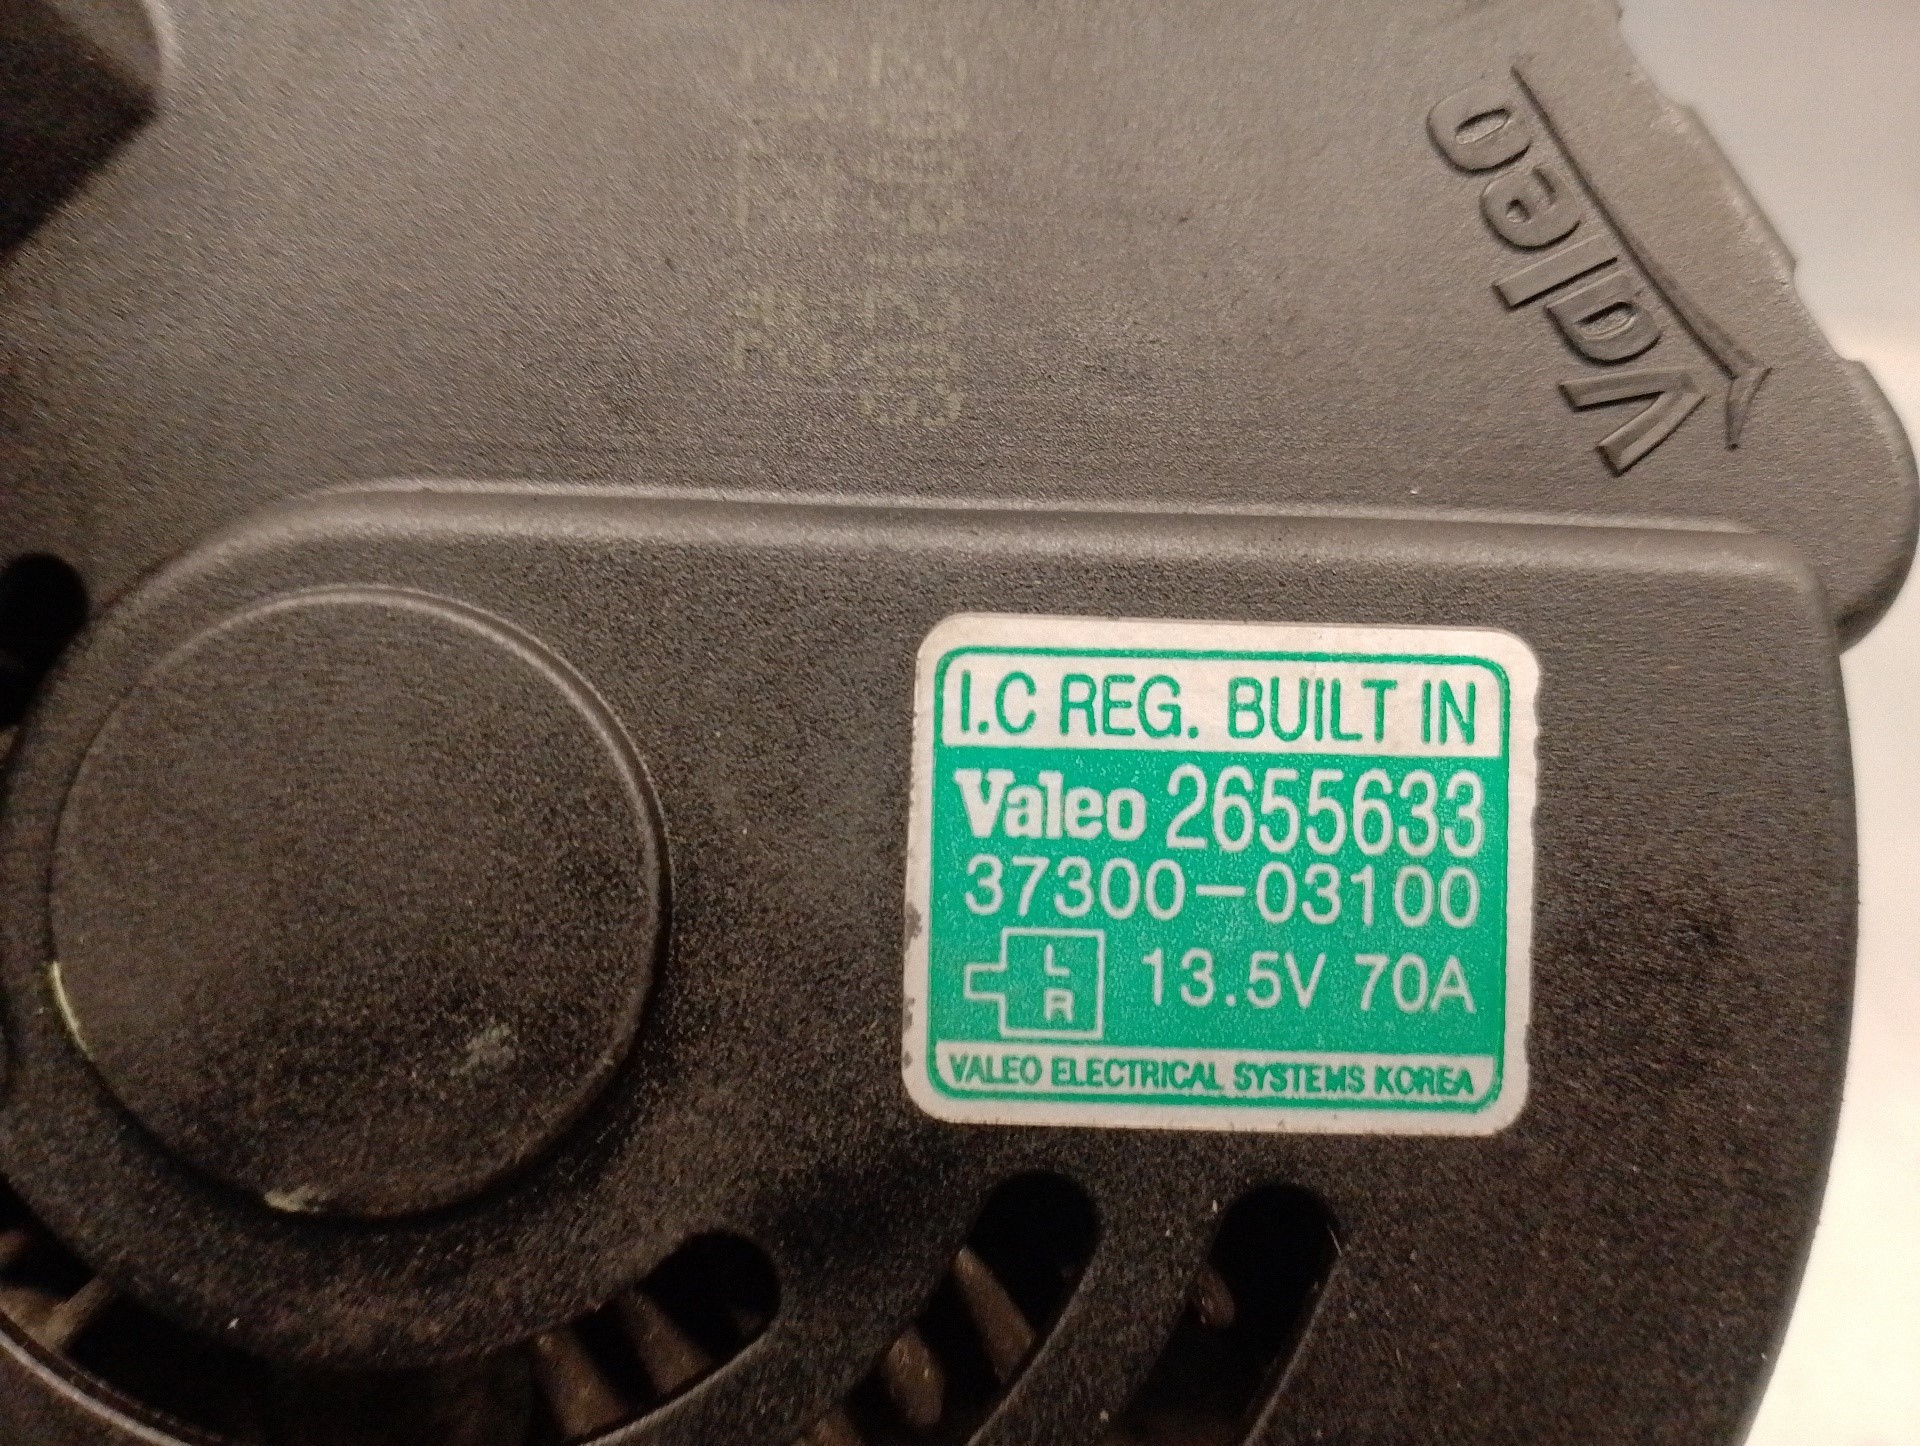 Valeo
I.C REG. BUILT IN
Valeo 2655633
37300-03100
L
R
13.5V 70A
VALEO ELECTRICAL SYSTEMS KOREA